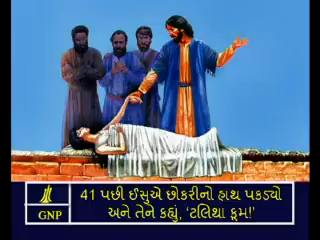 41 પછી ઈસુએ છોકરીનો હાથ પકડ્યો
અને તેને કહ્યું, ‘ટલિથા કૂમ!’
GNP